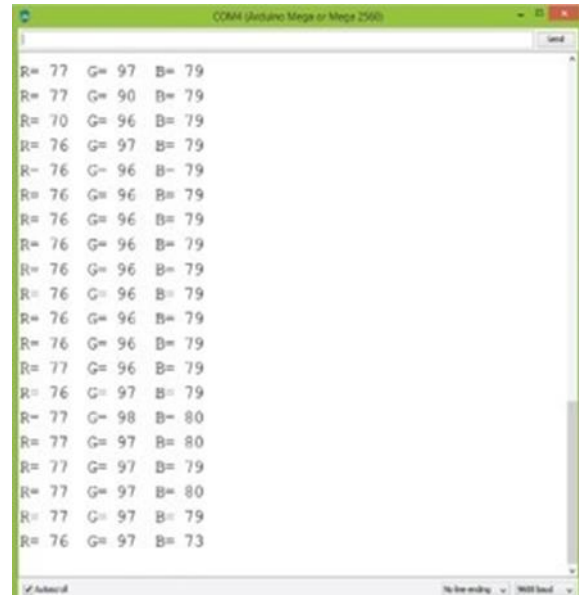 COM4 (Arduino Mega or Mega 2560)
Send
R= 77 G= 97 B= 79
R= 77 G= 90 B= 79
R= 70 G= 96 B= 79
R= 76 G= 97 B= 79
R= 76 G= 96 B= 79
R= 76 G= 96 B= 79
R= 76 G= 96 B= 79
R= 76 G= 96 B= 79
R= 76 G= 96 B= 79
R= 76 G= 96 B= 79
R= 76 G= 96 B= 79
R= 76 G= 96 B= 79
R= 77 G= 96 B= 79
R= 76 G= 97 B= 79
R= 77 G= 98 B= 80
R= 77 G= 97 B= 80
R= 77 G= 97 B= 79
R= 77 G= 97 B= 80
R= 77 G= 97 B= 79
R= 76 G= 97 B= 73
Autoscroll No line ending 9600 baud